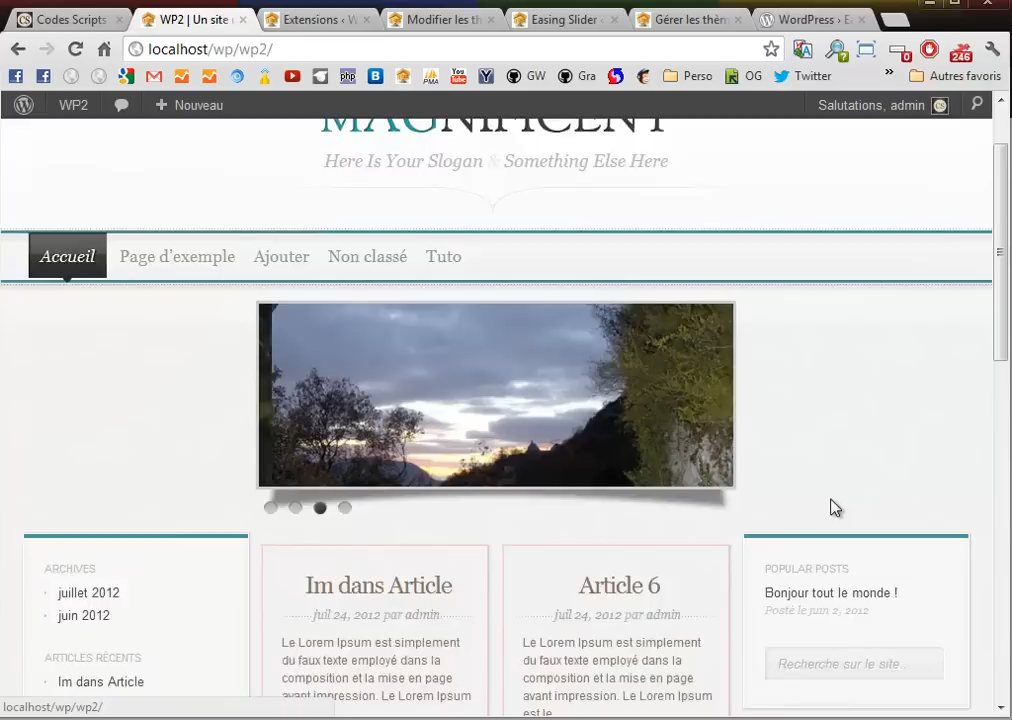 Codes Scripts
WP2 | Un site
Extensions ‹ W
Modifier les th
Easing Slider ‹
Gérer les thèm
WordPress › Ea
localhost/wp/wp2/
0
246
GW
Gra
Perso
OG
Twitter
»
Autres favoris
WP2
Nouveau
Salutations, admin
MAGNIFICENT
Here Is Your Slogan & Something Else Here
Accueil
Page d'exemple
Ajouter
Non classé
Tuto
ARCHIVES
juillet 2012
juin 2012
ARTICLES RÉCENTS
Im dans Article
Im dans Article
juil 24, 2012 par admin
Le Lorem Ipsum est simplement
du faux texte employé dans la
composition et la mise en page
avant impression. Le Lorem Ipsum
Article 6
juil 24, 2012 par admin
Le Lorem Ipsum est simplement
du faux texte employé dans la
composition et la mise en page
avant impression. Le Lorem Ipsum
est le
POPULAR POSTS
Bonjour tout le monde !
Posté le juin 2, 2012
Recherche sur le site..
localhost/wp/wp2/